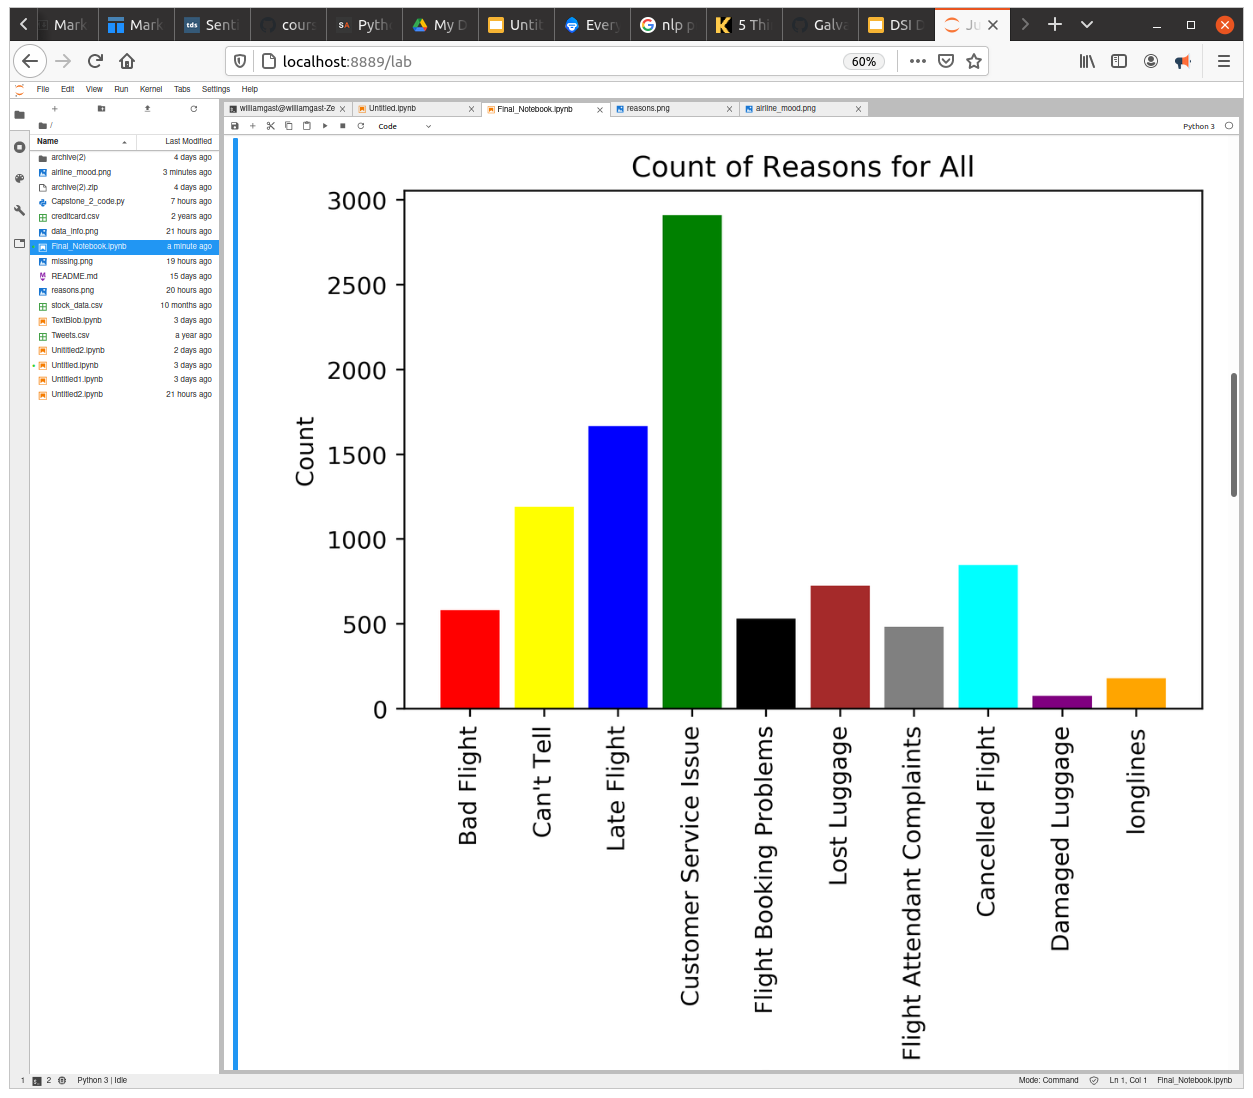 Mark
Mark
tds Senti
cours
SA Pytho
My D
Untit
Every
nlp p
5 Thi
Galva
DSI D
Ju
localhost:8889/lab
60%
File Edit View Run Kernel Tabs Settings Help
williamgast@williamgast-Ze
Untitled.ipynb
Final_Notebook.ipynb
reasons.png
airline_mood.png
Code
Python 3
/
Name Last Modified
archive(2) 4 days ago
airline_mood.png 3 minutes ago
archive(2).zip 4 days ago
Capstone_2_code.py 7 hours ago
creditcard.csv 2 years ago
data_info.png 21 hours ago
Final_Notebook.ipynb a minute ago
missing.png 19 hours ago
README.md 15 days ago
reasons.png 20 hours ago
stock_data.csv 10 months ago
TextBlob.ipynb 3 days ago
Tweets.csv a year ago
Unititled2.ipynb 2 days ago
Untitled.ipynb 3 days ago
Untitled1.ipynb 3 days ago
Untitled2.ipynb 21 hours ago
Count of Reasons for All
Count
3000
2500
2000
1500
1000
500
0
Bad Flight
Can't Tell
Late Flight
Customer Service Issue
Flight Booking Problems
Lost Luggage
Flight Attendant Complaints
Cancelled Flight
Damaged Luggage
longlines
1 2 Python 3 | Idle
Mode: Command Ln 1, Col 1 Final_Notebook.ipynb